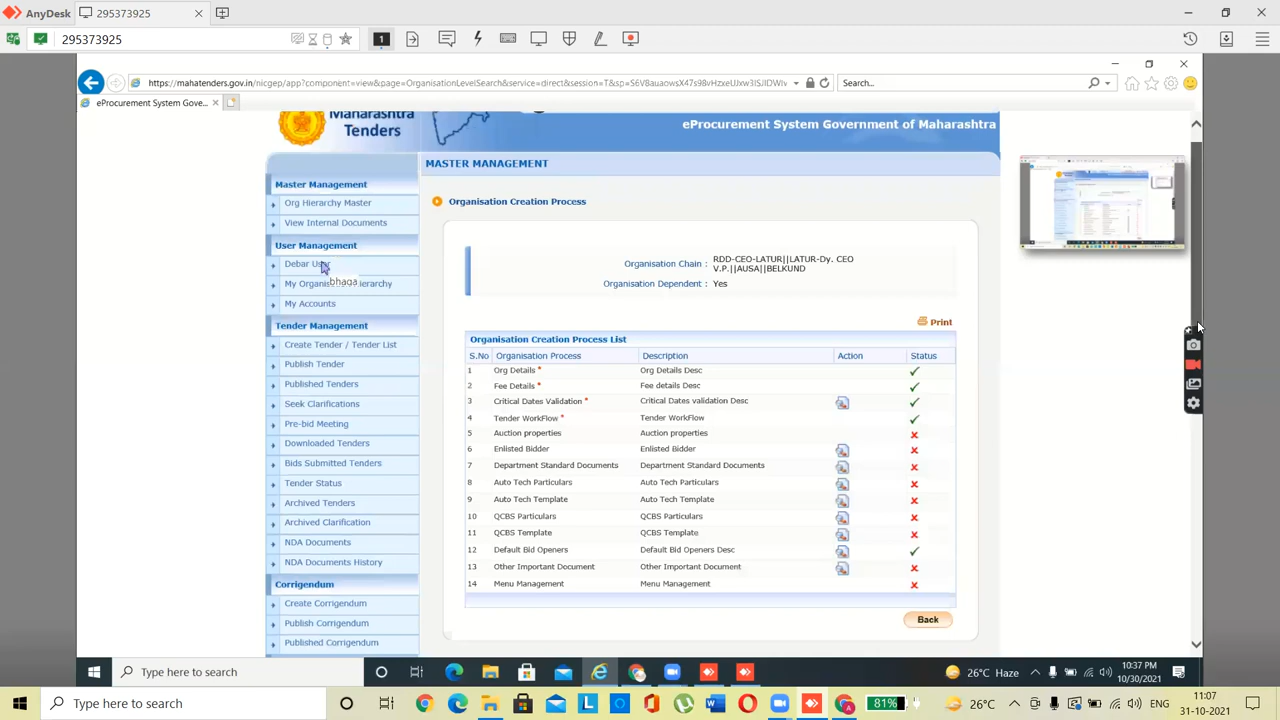 AnyDesk
295373925
295373925
1
https://mahatenders.gov.in/nicgep/app?component=view&page=OrganisationLevelSearch&service=direct&session=T&sp=
Search...
eProcurement System Gove...
Maharashtra
Tenders
eProcurement System Government of Maharashtra
MASTER MANAGEMENT
Master Management
Org Hierarchy Master
View Internal Documents
User Management
Debar User
bhaga
My Organisation Hierarchy
My Accounts
Tender Management
Create Tender / Tender List
Publish Tender
Published Tenders
Seek Clarifications
Pre-bid Meeting
Downloaded Tenders
Bids Submitted Tenders
Tender Status
Archived Tenders
Archived Clarification
NDA Documents
NDA Documents History
Corrigendum
Create Corrigendum
Publish Corrigendum
Published Corrigendum
Organisation Creation Process
Organisation Chain : RDD-CEO-LATUR||LATUR-Dy. CEO
V.P.||AUSA||BELKUND
Organisation Dependent : Yes
Print
Organisation Creation Process List
S.No Organisation Process Description Action Status
1 Org Details * Org Details Desc
2 Fee Details * Fee details Desc
3 Critical Dates Validation * Critical Dates validation Desc
4 Tender WorkFlow * Tender WorkFlow
5 Auction properties Auction properties
6 Enlisted Bidder Enlisted Bidder
7 Department Standard Documents Department Standard Documents
8 Auto Tech Particulars Auto Tech Particulars
9 Auto Tech Template Auto Tech Template
10 QCBS Particulars QCBS Particulars
11 QCBS Template QCBS Template
12 Default Bid Openers Default Bid Openers Desc
13 Other Important Document Other Important Document
14 Menu Management Menu Management
Back
Type here to search
26°C Haze
10:37 PM
10/30/2021
Type here to search
81%
26°C
ENG
11:07
31-10-2021